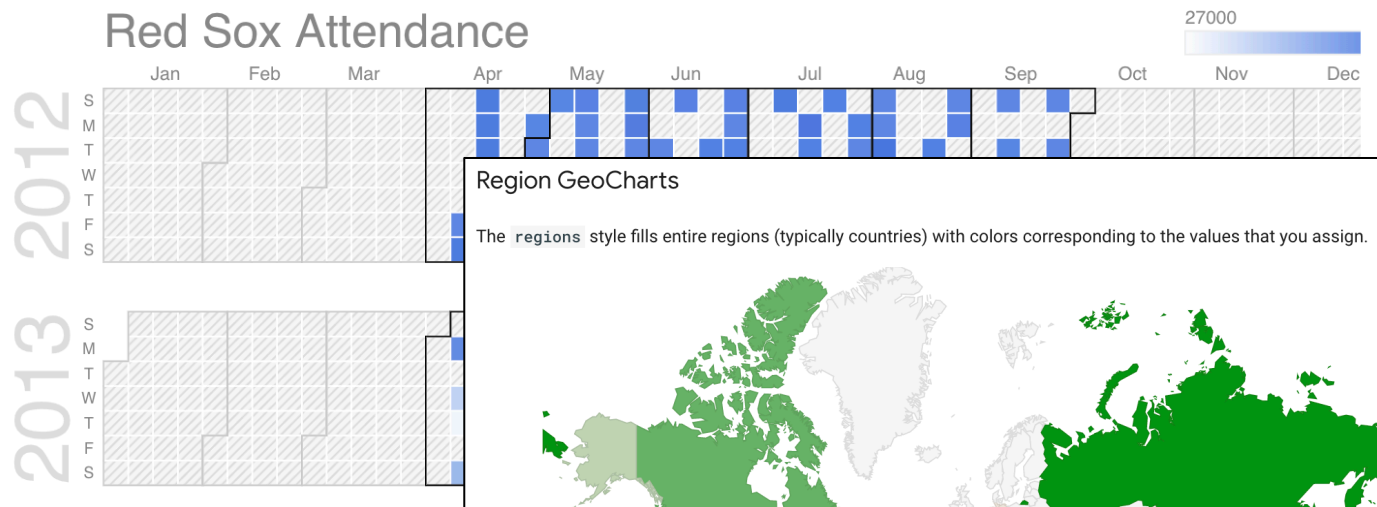 Red Sox Attendance
27000
Jan Feb Mar Apr May Jun Jul Aug Sep Oct Nov Dec
2012
S
M
T
W
T
F
S
Region GeoCharts
The regions style fills entire regions (typically countries) with colors corresponding to the values that you assign.
2013
S
M
T
W
T
F
S